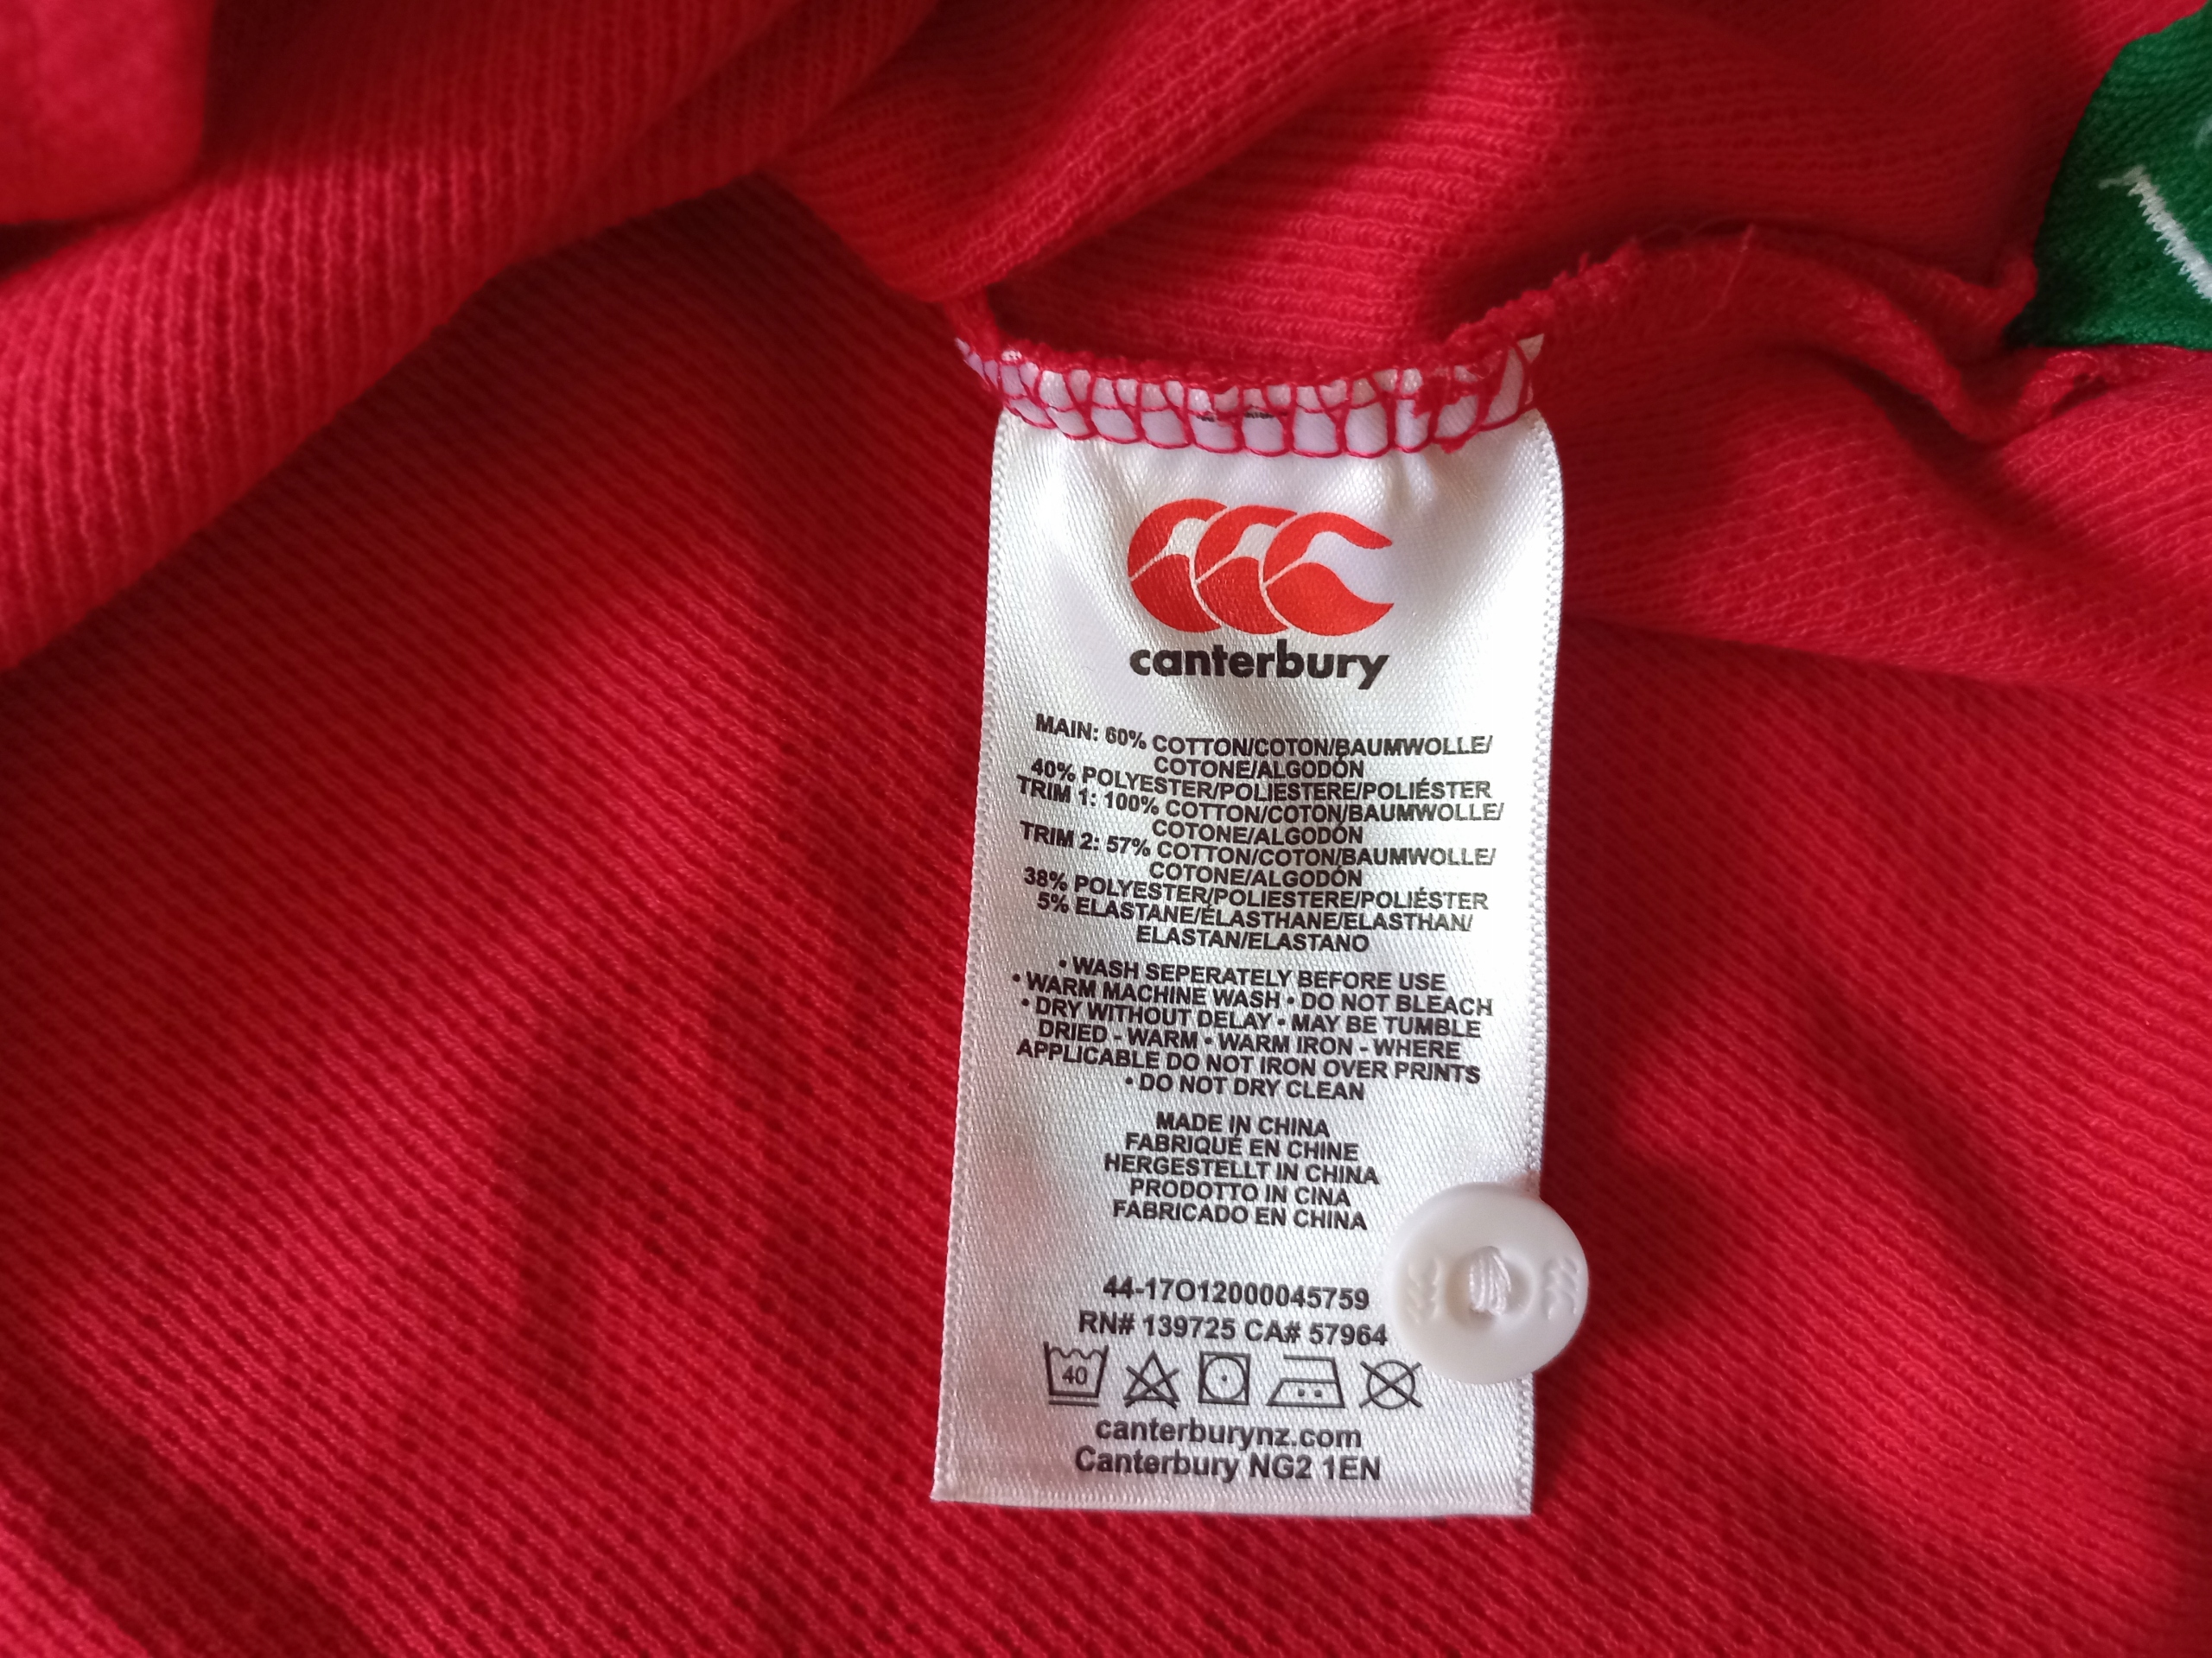 canterbury
MAIN: 60% COTTON/COTON/BAUMWOLLE/
COTONE/ALGODÓN
40% POLYESTER/POLIESTERE/POLIÉSTER
TRIM 1: 100% COTTON/COTON/BAUMWOLLE/
COTONE/ALGODÓN
TRIM 2: 57% COTTON/COTON/BAUMWOLLE/
COTONE/ALGODÓN
38% POLYESTER/POLIESTERE/POLIÉSTER
5% ELASTANE/ÉLASTHANE/ELASTHAN/
ELASTAN/ELASTANO
• WASH SEPERATELY BEFORE USE
• WARM MACHINE WASH • DO NOT BLEACH
• DRY WITHOUT DELAY • MAY BE TUMBLE
DRIED - WARM • WARM IRON - WHERE
APPLICABLE DO NOT IRON OVER PRINTS
• DO NOT DRY CLEAN
MADE IN CHINA
FABRIQUÉ EN CHINE
HERGESTELLT IN CHINA
PRODOTTO IN CINA
FABRICADO EN CHINA
44-17O12000045759
RN# 139725 CA# 57964
40
canterburynz.com
Canterbury NG2 1EN